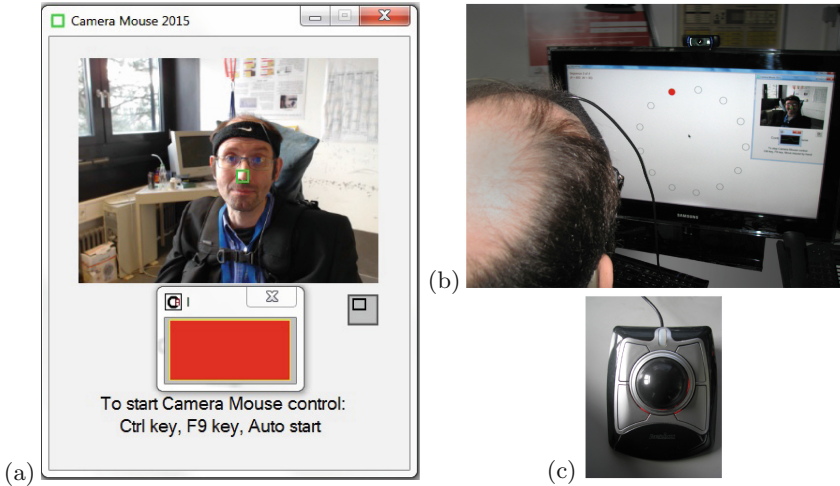 Camera Mouse 2015
I
To start Camera Mouse control:
Ctrl key, F9 key, Auto start
(a)
(b)
SAMSUNG
(c)